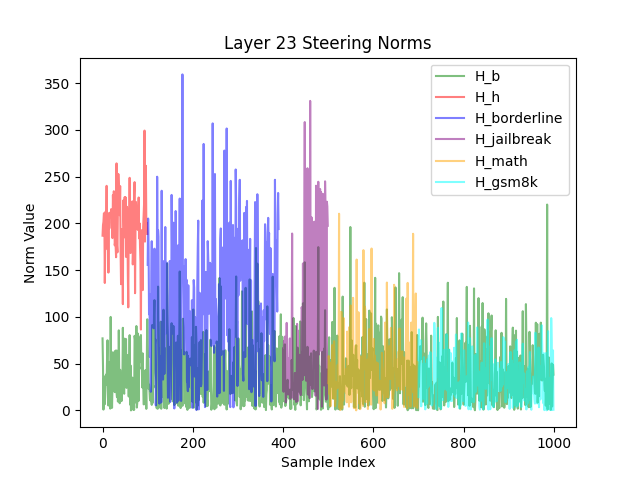 Layer 23 Steering Norms
H_b
H_h
H_borderline
H_jailbreak
H_math
H_gsm8k
Norm Value
350
300
250
200
150
100
50
0
0 200 400 600 800 1000
Sample Index